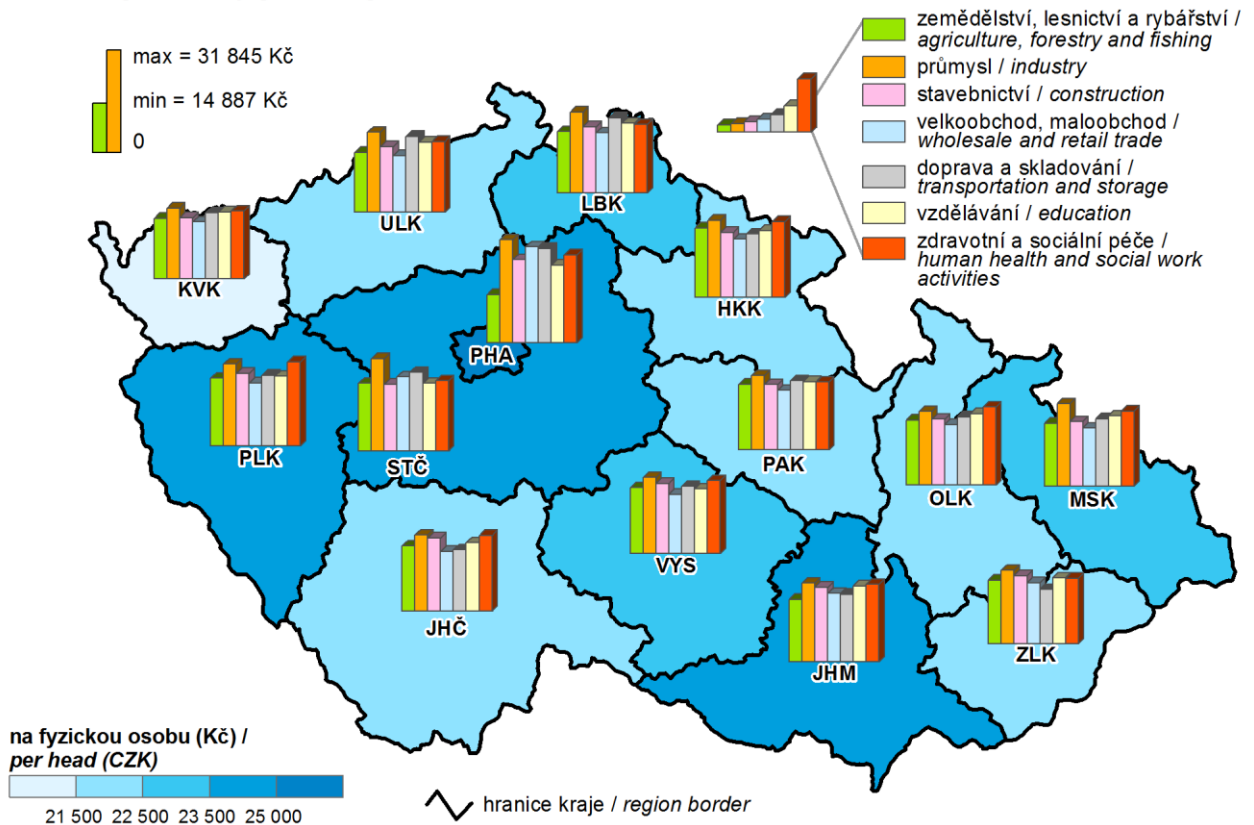 max = 31 845 Kč
min = 14 887 Kč
0
zemědělství, lesnictví a rybářství /
agriculture, forestry and fishing
průmysl / industry
stavebnictví / construction
velkoobchod, maloobchod /
wholesale and retail trade
doprava a skladování /
transportation and storage
vzdělávání / education
zdravotní a sociální péče /
human health and social work
activities
ULK
LBK
KVK
HKK
PHA
PLK
STČ
PAK
OLK
MSK
VYS
JHČ
JHM
ZLK
na fyzickou osobu (Kč) /
per head (CZK)
21 500 22 500 23 500 25 000
hranice kraje / region border